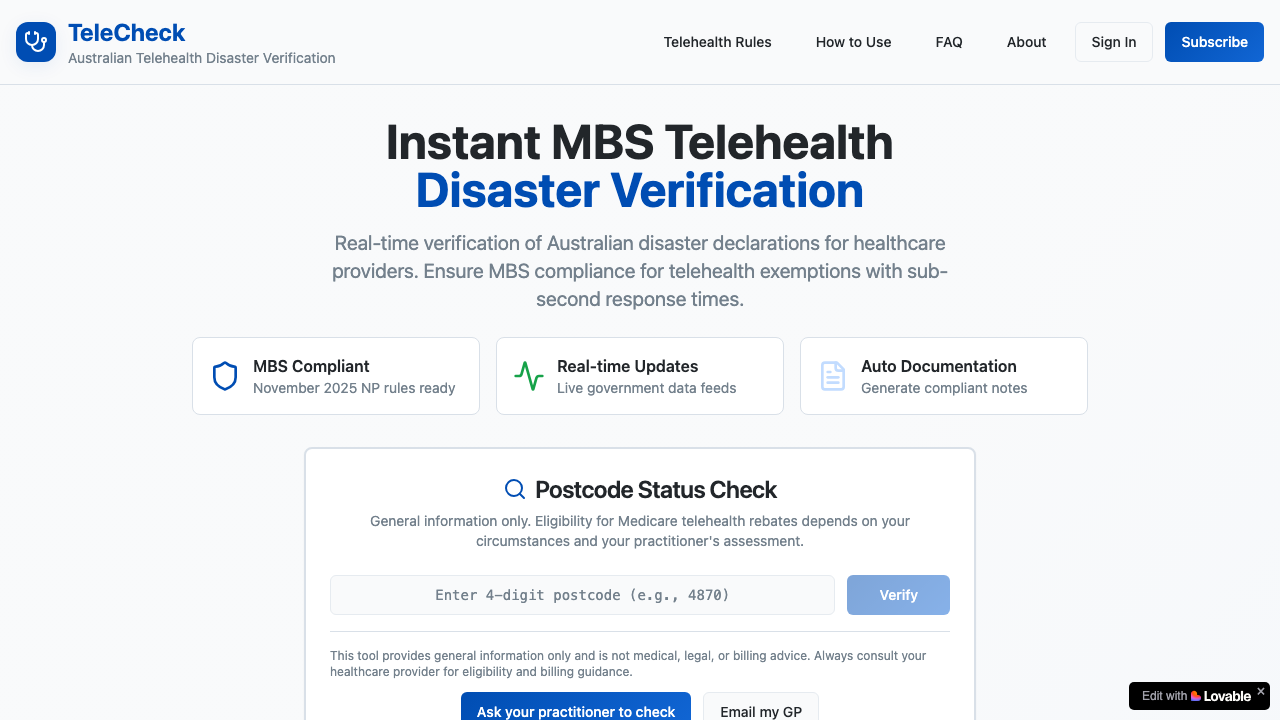 TeleCheck
Australian Telehealth Disaster Verification
Telehealth Rules
How to Use
FAQ
About
Sign In
Subscribe
Instant MBS Telehealth
Disaster Verification
Real-time verification of Australian disaster declarations for healthcare
providers. Ensure MBS compliance for telehealth exemptions with sub-
second response times.
MBS Compliant
November 2025 NP rules ready
Real-time Updates
Live government data feeds
Auto Documentation
Generate compliant notes
Postcode Status Check
General information only. Eligibility for Medicare telehealth rebates depends on your
circumstances and your practitioner's assessment.
Enter 4-digit postcode (e.g., 4870)
Verify
This tool provides general information only and is not medical, legal, or billing advice. Always consult your
healthcare provider for eligibility and billing guidance.
Ask your practitioner to check
Email my GP
Edit with Lovable